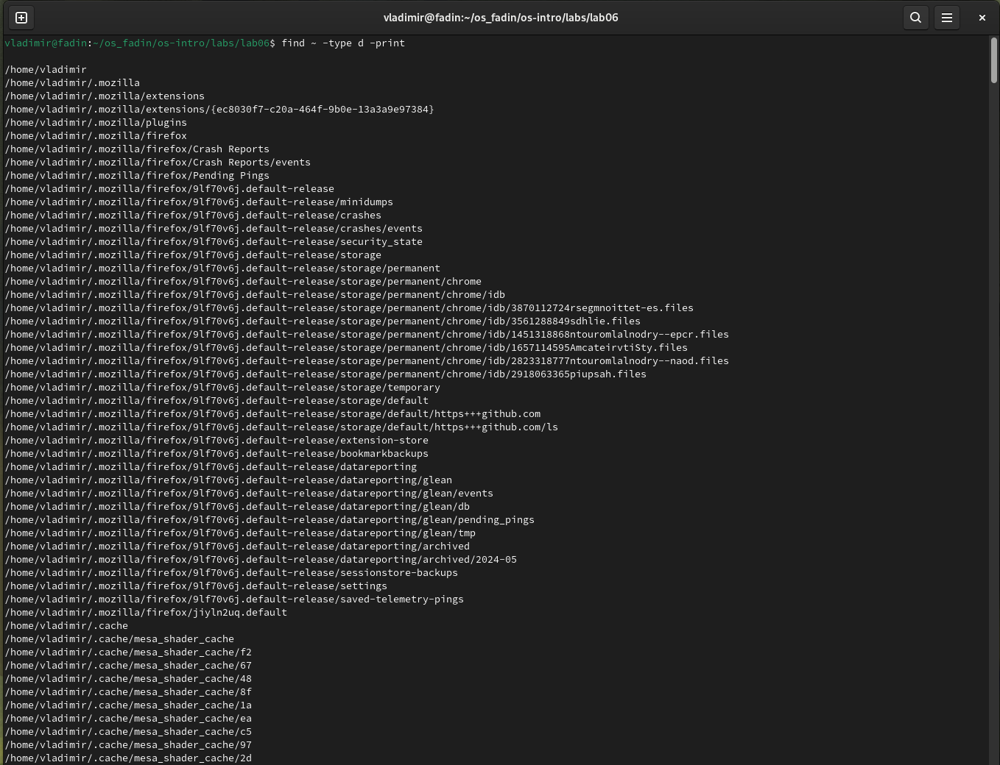 vladimir@fadin:~/os_fadin/os-intro/labs/lab06
vladimir@fadin:~/os_fadin/os-intro/labs/lab06$ find ~ -type d -print
/home/vladimir
/home/vladimir/.mozilla
/home/vladimir/.mozilla/extensions
/home/vladimir/.mozilla/extensions/{ec8030f7-c20a-464f-9b0e-13a3a9e97384}
/home/vladimir/.mozilla/plugins
/home/vladimir/.mozilla/firefox
/home/vladimir/.mozilla/firefox/Crash Reports
/home/vladimir/.mozilla/firefox/Crash Reports/events
/home/vladimir/.mozilla/firefox/Pending Pings
/home/vladimir/.mozilla/firefox/9lf70v6j.default-release
/home/vladimir/.mozilla/firefox/9lf70v6j.default-release/minidumps
/home/vladimir/.mozilla/firefox/9lf70v6j.default-release/crashes
/home/vladimir/.mozilla/firefox/9lf70v6j.default-release/crashes/events
/home/vladimir/.mozilla/firefox/9lf70v6j.default-release/security_state
/home/vladimir/.mozilla/firefox/9lf70v6j.default-release/storage
/home/vladimir/.mozilla/firefox/9lf70v6j.default-release/storage/permanent
/home/vladimir/.mozilla/firefox/9lf70v6j.default-release/storage/permanent/chrome
/home/vladimir/.mozilla/firefox/9lf70v6j.default-release/storage/permanent/chrome/idb
/home/vladimir/.mozilla/firefox/9lf70v6j.default-release/storage/permanent/chrome/idb/3870112724rsegmnoittet-es.files
/home/vladimir/.mozilla/firefox/9lf70v6j.default-release/storage/permanent/chrome/idb/3561288849sdhlie.files
/home/vladimir/.mozilla/firefox/9lf70v6j.default-release/storage/permanent/chrome/idb/1451318868ntouromlalnodry--epcr.files
/home/vladimir/.mozilla/firefox/9lf70v6j.default-release/storage/permanent/chrome/idb/1657114595AmcateirvtiSty.files
/home/vladimir/.mozilla/firefox/9lf70v6j.default-release/storage/permanent/chrome/idb/2823318777ntouromlalnodry--naod.files
/home/vladimir/.mozilla/firefox/9lf70v6j.default-release/storage/permanent/chrome/idb/2918063365piupsah.files
/home/vladimir/.mozilla/firefox/9lf70v6j.default-release/storage/temporary
/home/vladimir/.mozilla/firefox/9lf70v6j.default-release/storage/default
/home/vladimir/.mozilla/firefox/9lf70v6j.default-release/storage/default/https+++github.com
/home/vladimir/.mozilla/firefox/9lf70v6j.default-release/storage/default/https+++github.com/ls
/home/vladimir/.mozilla/firefox/9lf70v6j.default-release/extension-store
/home/vladimir/.mozilla/firefox/9lf70v6j.default-release/bookmarkbackups
/home/vladimir/.mozilla/firefox/9lf70v6j.default-release/datareporting
/home/vladimir/.mozilla/firefox/9lf70v6j.default-release/datareporting/glean
/home/vladimir/.mozilla/firefox/9lf70v6j.default-release/datareporting/glean/events
/home/vladimir/.mozilla/firefox/9lf70v6j.default-release/datareporting/glean/db
/home/vladimir/.mozilla/firefox/9lf70v6j.default-release/datareporting/glean/pending_pings
/home/vladimir/.mozilla/firefox/9lf70v6j.default-release/datareporting/glean/tmp
/home/vladimir/.mozilla/firefox/9lf70v6j.default-release/datareporting/archived
/home/vladimir/.mozilla/firefox/9lf70v6j.default-release/datareporting/archived/2024-05
/home/vladimir/.mozilla/firefox/9lf70v6j.default-release/sessionstore-backups
/home/vladimir/.mozilla/firefox/9lf70v6j.default-release/settings
/home/vladimir/.mozilla/firefox/9lf70v6j.default-release/saved-telemetry-pings
/home/vladimir/.mozilla/firefox/jiyln2uq.default
/home/vladimir/.cache
/home/vladimir/.cache/mesa_shader_cache
/home/vladimir/.cache/mesa_shader_cache/f2
/home/vladimir/.cache/mesa_shader_cache/67
/home/vladimir/.cache/mesa_shader_cache/48
/home/vladimir/.cache/mesa_shader_cache/8f
/home/vladimir/.cache/mesa_shader_cache/1a
/home/vladimir/.cache/mesa_shader_cache/ea
/home/vladimir/.cache/mesa_shader_cache/c5
/home/vladimir/.cache/mesa_shader_cache/97
/home/vladimir/.cache/mesa_shader_cache/2d